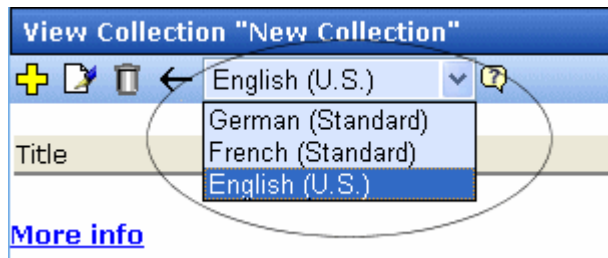 View Collection "New Collection"
English (U.S.)
German (Standard)
Title
French (Standard)
English (U.S.)
More info